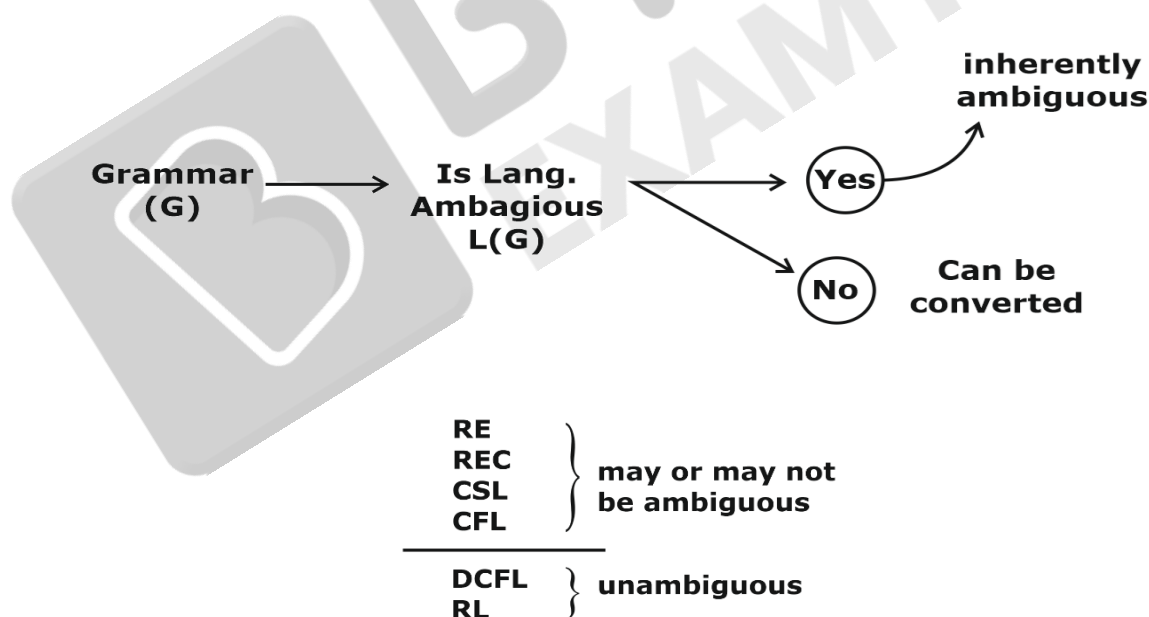 inherently
ambiguous
Grammar
(G)
Is Lang.
Ambagious
L(G)
Yes
No
Can be
converted
RE
REC
CSL
CFL
may or may not
be ambiguous
DCFL
RL
unambiguous
EXAM